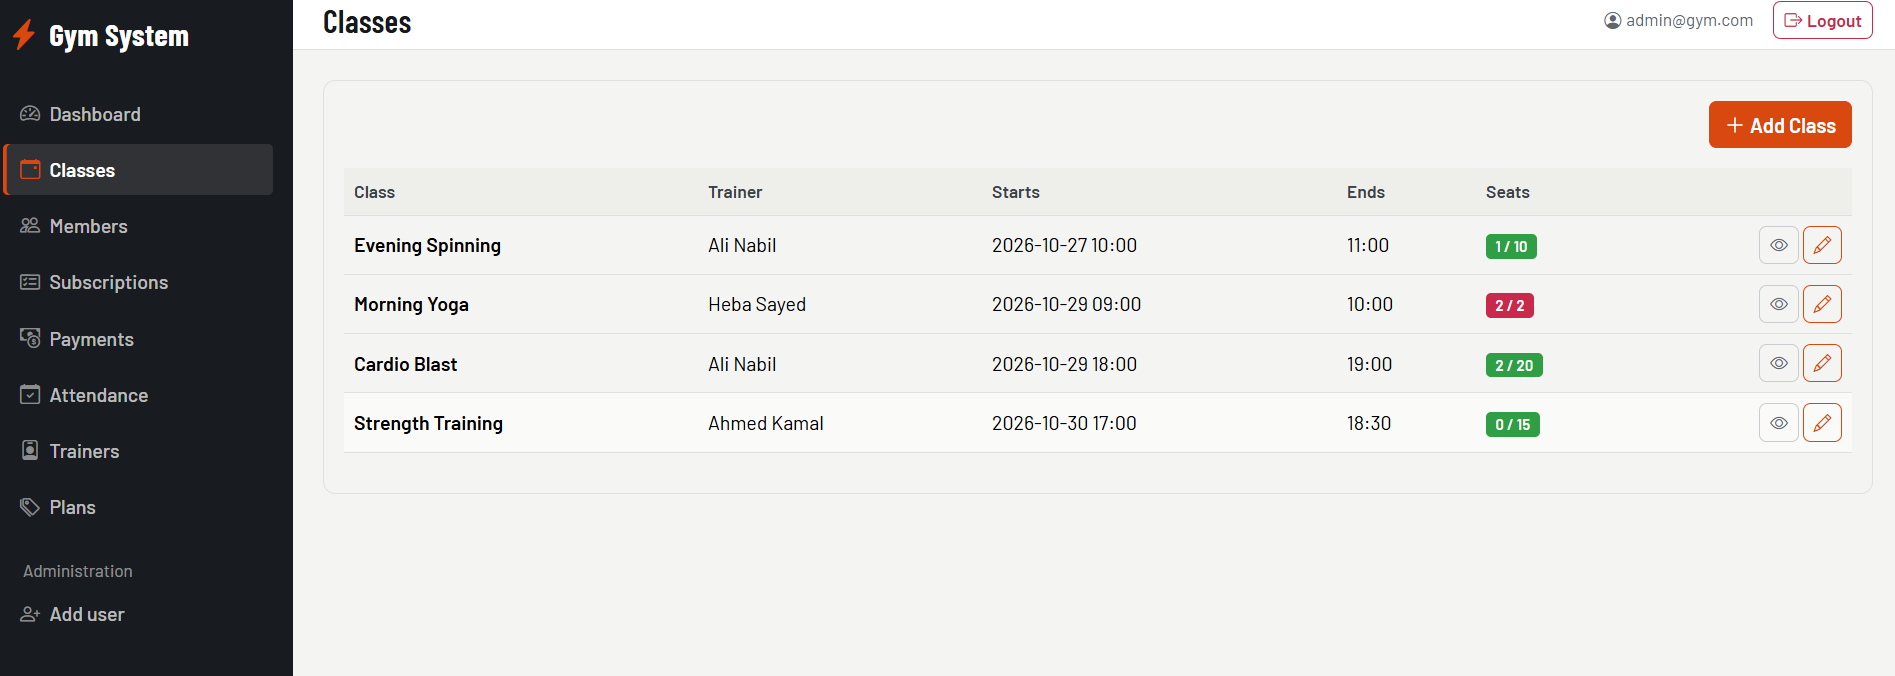 Gym System
Dashboard
Classes
Members
Subscriptions
Payments
Attendance
Trainers
Plans
Administration
Add user
Classes
admin@gym.com
Logout
+ Add Class
Class Trainer Starts Ends Seats
Evening Spinning Ali Nabil 2026-10-27 10:00 11:00 1 / 10
Morning Yoga Heba Sayed 2026-10-29 09:00 10:00 2 / 2
Cardio Blast Ali Nabil 2026-10-29 18:00 19:00 2 / 20
Strength Training Ahmed Kamal 2026-10-30 17:00 18:30 0 / 15